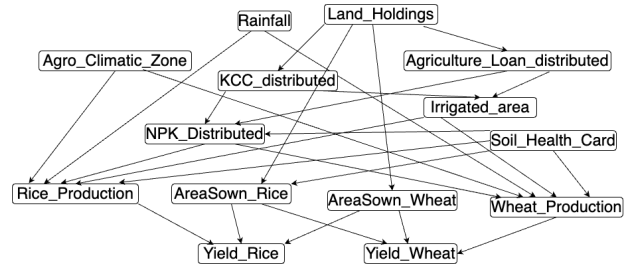 Land_Holdings
Rainfall
Agro_Climatic_Zone
Agriculture_Loan_distributed
KCC_distributed
Irrigated_area
NPK_Distributed
Soil_Health_Card
Rice_Production
AreaSown_Rice
AreaSown_Wheat
Wheat_Production
Yield_Rice
Yield_Wheat